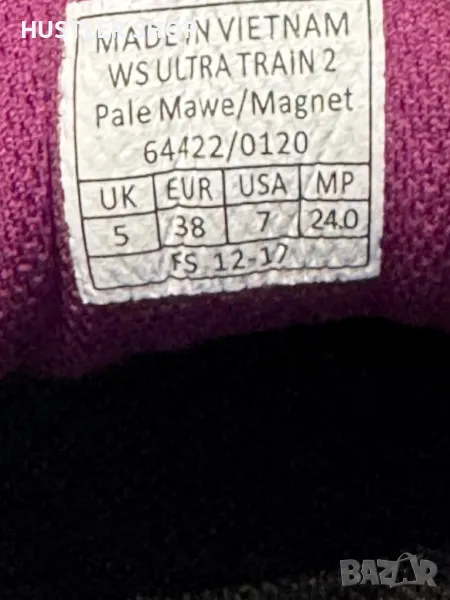 MADE IN VIETNAM
WS ULTRA TRAIN 2
Pale Mawe/Magnet
64422/0120
UK EUR USA MP
5 38 7 24.0
FS 12-17
BAZAR